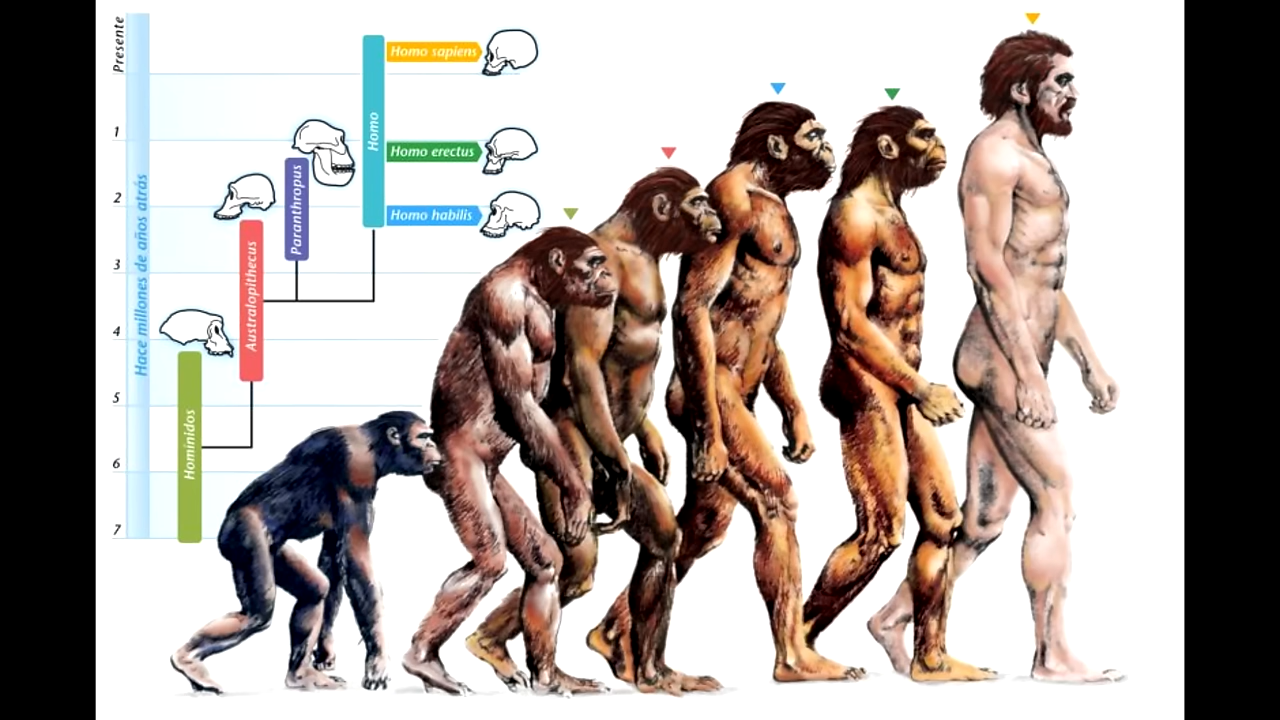 Presente
1
2
3
4
5
6
7
Hace millones de años atrás
Homínidos
Australopithecus
Paranthropus
Homo
Homo sapiens
Homo erectus
Homo habilis